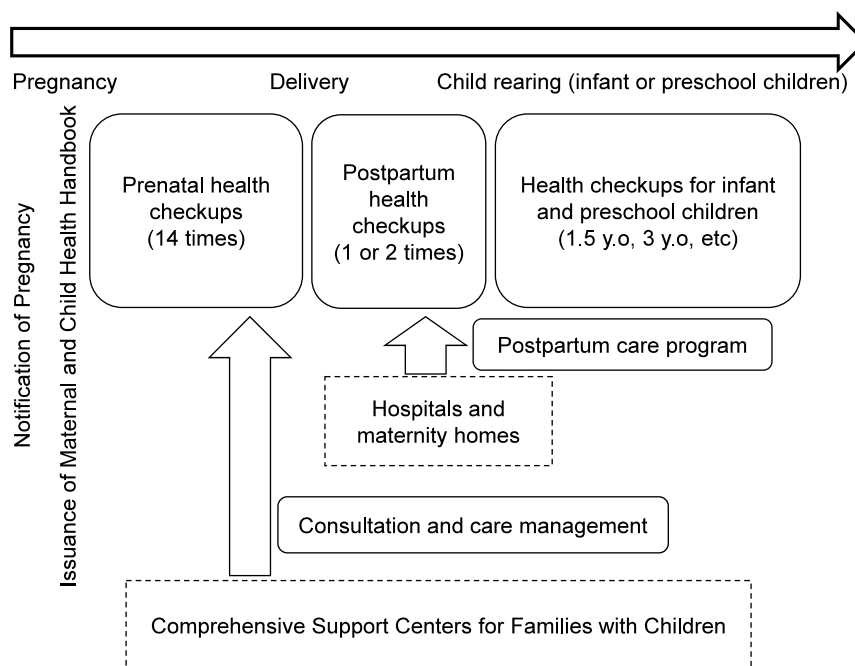 Pregnancy
Delivery
Child rearing (infant or preschool children)
Notification of Pregnancy
Issuance of Maternal and Child Health Handbook
Prenatal health
checkups
(14 times)
Postpartum
health
checkups
(1 or 2 times)
Health checkups for infant
and preschool children
(1.5 y.o, 3 y.o, etc)
Postpartum care program
Hospitals and
maternity homes
Consultation and care management
Comprehensive Support Centers for Families with Children